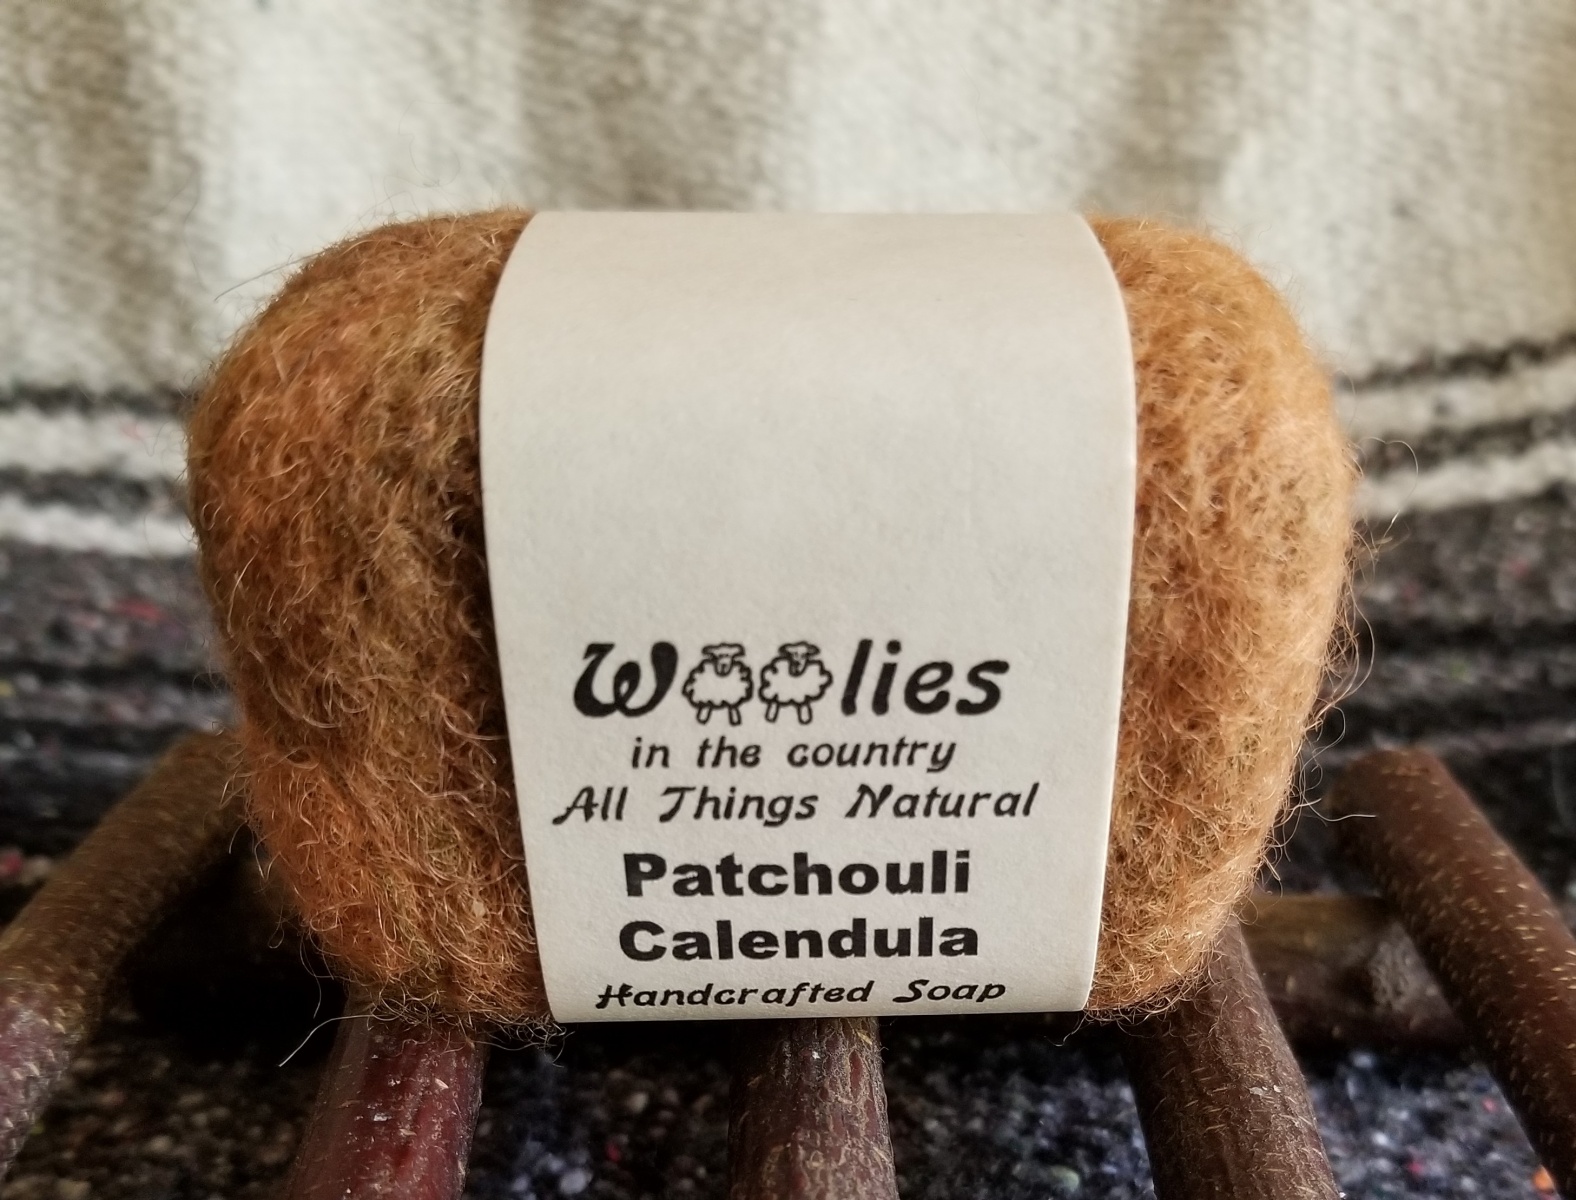 Woolies
in the country
All Things Natural
Patchouli
Calendula
Handcrafted Soap